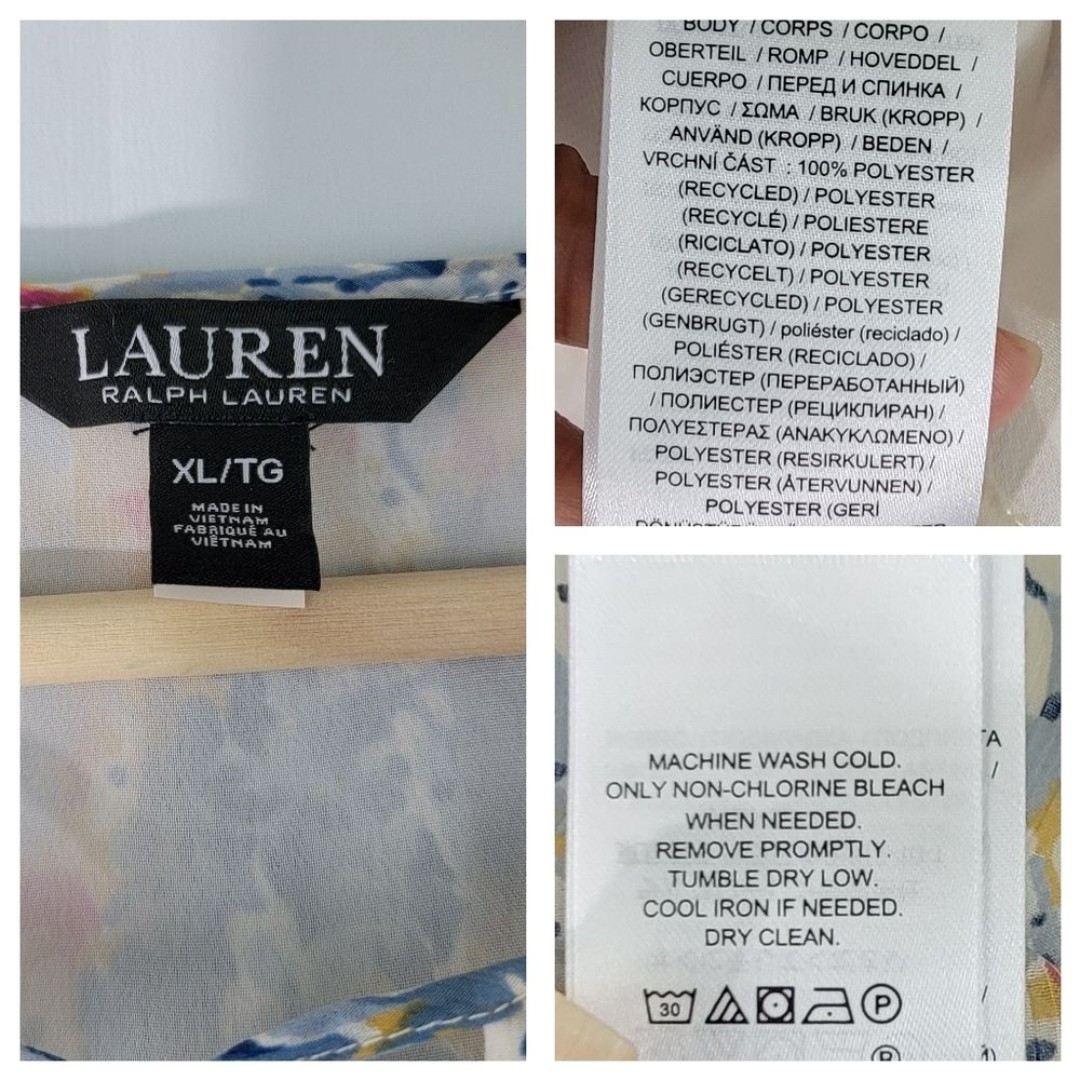 LAUREN
RALPH LAUREN
XL/TG
MADE IN
VIETNAM
FABRIQUÉ AU
VIÊTNAM
BODY / CORPS / CORPO /
OBERTEIL / ROMP / HOVEDDEL /
CUERPO / ПЕРЕД И СПИНКА /
КОРПУС / ΣΩΜΑ / BRUK (KROPP) /
ANVÄND (KROPP) / BEDEN /
VRCHNÍ ČÁST : 100% POLYESTER
(RECYCLED) / POLYESTER
(RECYCLÉ) / POLIESTERE
(RICICLATO) / POLYESTER
(RECYCELT) / POLYESTER
(GERECYCLED) / POLYESTER
(GENBRUGT) / poliéster (reciclado) /
POLIÉSTER (RECICLADO) /
ПОЛИЭСТЕР (ПЕРЕРАБОТАННЫЙ)
/ ПОЛИЕСТЕР (РЕЦИКЛИРАН) /
ΠΟΛΥΕΣΤΕΡΑΣ (ΑΝΑΚΥΚΛΩΜΕΝΟ) /
POLYESTER (RESIRKULERT) /
POLYESTER (ÅTERVUNNEN) /
POLYESTER (GERİ
MACHINE WASH COLD.
ONLY NON-CHLORINE BLEACH
WHEN NEEDED.
REMOVE PROMPTLY.
TUMBLE DRY LOW.
COOL IRON IF NEEDED.
DRY CLEAN.
30 P